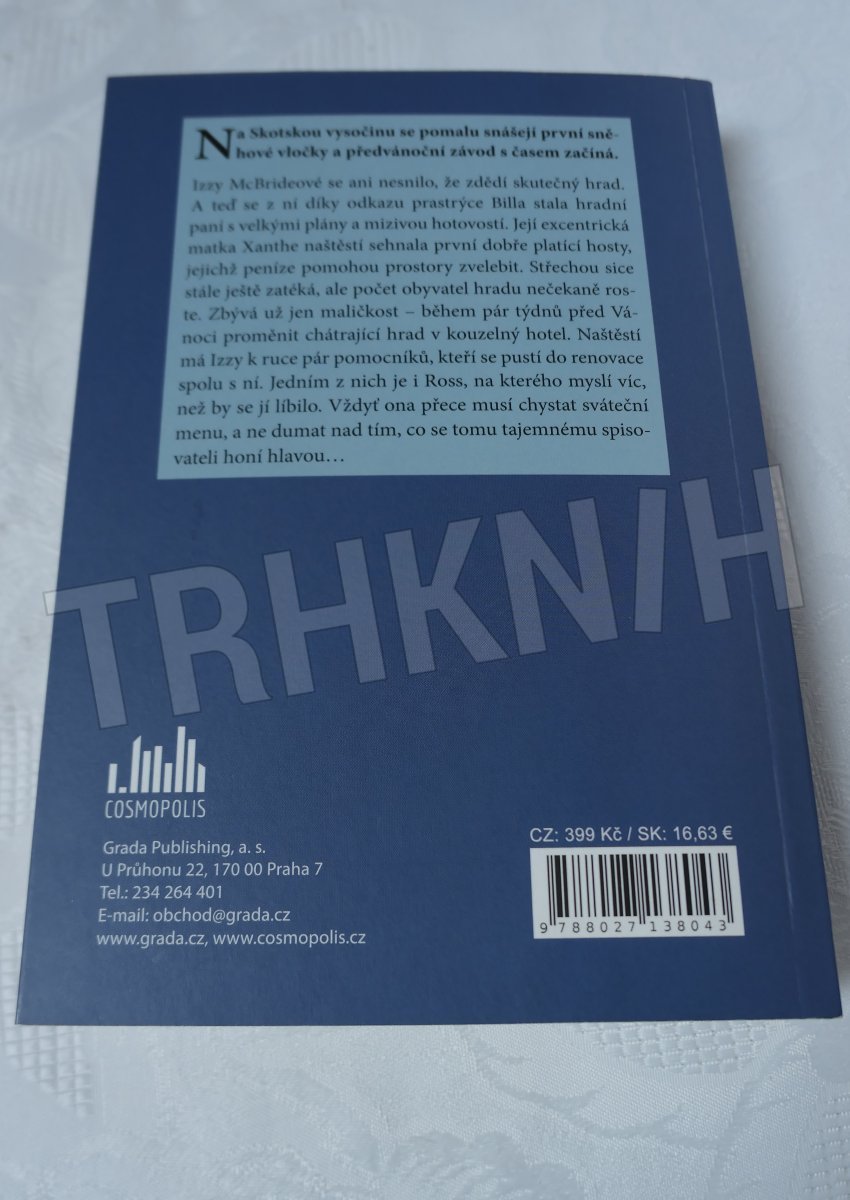 Na Skotskou vysočinu se pomalu snášejí první sně-
hové vločky a předvánoční závod s časem začíná.
Izzy McBrideové se ani nesnilo, že zdědí skutečný hrad.
A teď se z ní díky odkazu prastrýce Billa stala hradní
paní s velkými plány a mizivou hotovostí. Její excentrická
matka Xanthe naštěstí sehnala první dobře platící hosty,
jejichž peníze pomohou prostory zvelebit. Střechou sice
stále ještě zatéká, ale počet obyvatel hradu nečekaně ros-
te. Zbývá už jen maličkost – během pár týdnů před Vá-
noci proměnit chátrající hrad v kouzelný hotel. Naštěstí
má Izzy k ruce pár pomocníků, kteří se pustí do renovace
spolu s ní. Jedním z nich je i Ross, na kterého myslí víc,
než by se jí líbilo. Vždyť ona přece musí chystat sváteční
menu, a ne dumat nad tím, co se tomu tajemnému spiso-
vateli honí hlavou…
TRHKNIH
COSMOPOLIS
Grada Publishing, a. s.
U Průhonu 22, 170 00 Praha 7
Tel.: 234 264 401
E-mail: obchod@grada.cz
www.grada.cz, www.cosmopolis.cz
CZ: 399 Kč / SK: 16,63 €
9 788027 138043